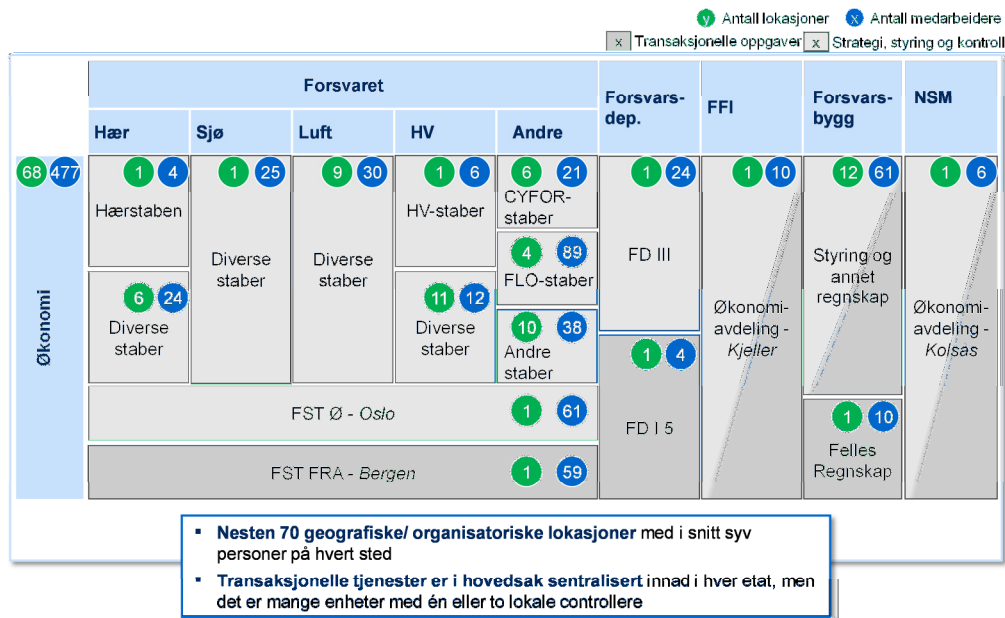 y Antall lokasjoner x Antall medarbeidere
x Transaksjonelle oppgaver x Strategi, styring og kontroll
Forsvaret
Forsvars-
dep.
FFI
Forsvars-
bygg
NSM
Hær Sjø Luft HV Andre
68 477
Økonomi
1 4
Hærstaben
6 24
Diverse
staber
1 25
Diverse
staber
9 30
Diverse
staber
1 6
HV-staber
11 12
Diverse
staber
6 21
CYFOR-
staber
4 89
FLO-staber
10 38
Andre
staber
FST Ø - Oslo 1 61
FST FRA - Bergen 1 59
1 24
FD III
1 4
FD I 5
1 10
Økonomi-
avdeling -
Kjeller
12 61
Styring og
annet
regnskap
1 10
Felles
Regnskap
1 6
Økonomi-
avdeling -
Kolsås
▪ Nesten 70 geografiske/ organisatoriske lokasjoner med i snitt syv
personer på hvert sted
▪ Transaksjonelle tjenester er i hovedsak sentralisert innad i hver etat, men
det er mange enheter med én eller to lokale controllere